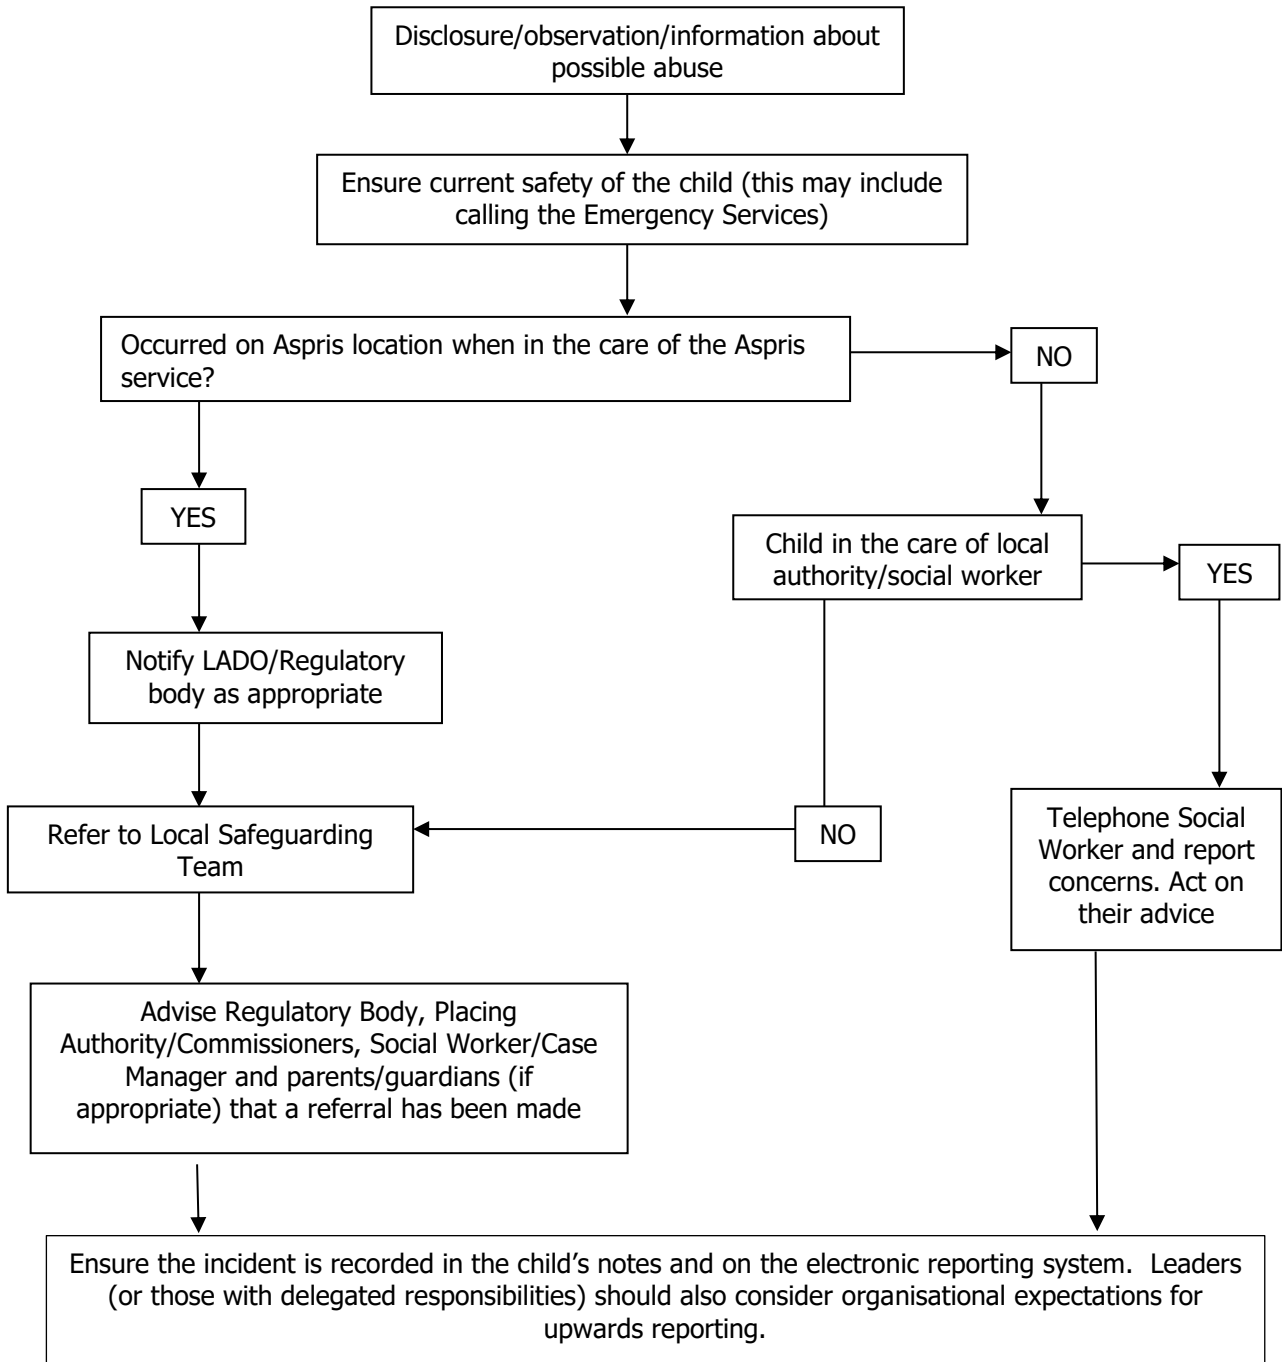 Disclosure/observation/information about
possible abuse
Ensure current safety of the child (this may include
calling the Emergency Services)
Occurred on Aspris location when in the care of the Aspris
service?
NO
YES
Child in the care of local
authority/social worker
YES
Notify LADO/Regulatory
body as appropriate
Refer to Local Safeguarding
Team
NO
Telephone Social
Worker and report
concerns. Act on
their advice
Advise Regulatory Body, Placing
Authority/Commissioners, Social Worker/Case
Manager and parents/guardians (if
appropriate) that a referral has been made
Ensure the incident is recorded in the child’s notes and on the electronic reporting system.  Leaders
(or those with delegated responsibilities) should also consider organisational expectations for
upwards reporting.